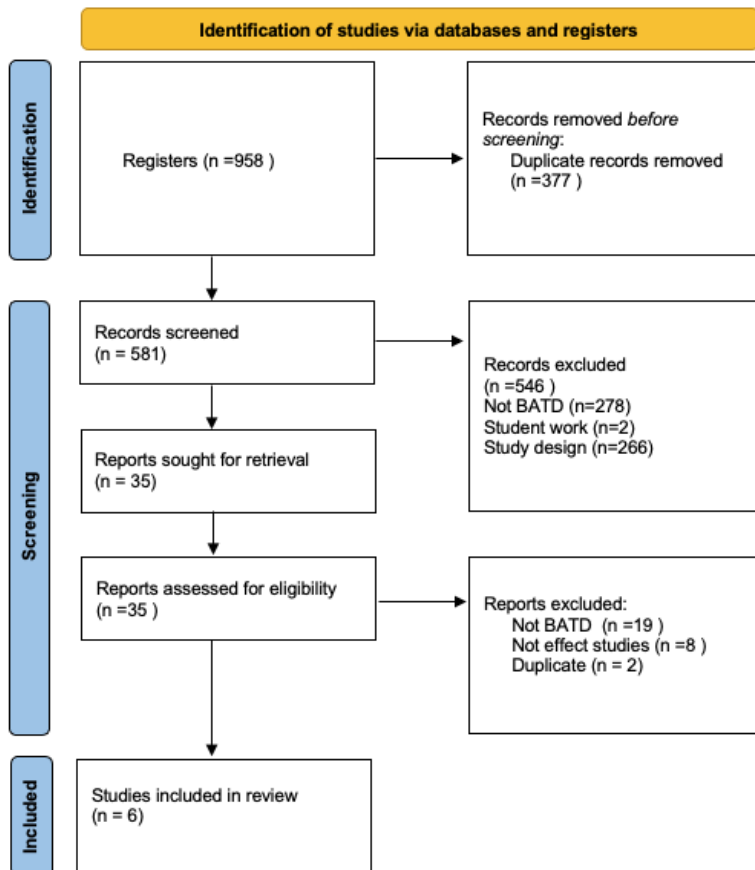 Identification of studies via databases and registers
Identification
Registers (n =958 )
Records removed before
screening:
Duplicate records removed
(n =377 )
Screening
Records screened
(n = 581)
Records excluded
(n =546 )
Not BATD (n=278)
Student work (n=2)
Study design (n=266)
Reports sought for retrieval
(n = 35)
Reports assessed for eligibility
(n =35 )
Reports excluded:
Not BATD  (n =19 )
Not effect studies (n =8 )
Duplicate (n = 2)
Included
Studies included in review
(n = 6)